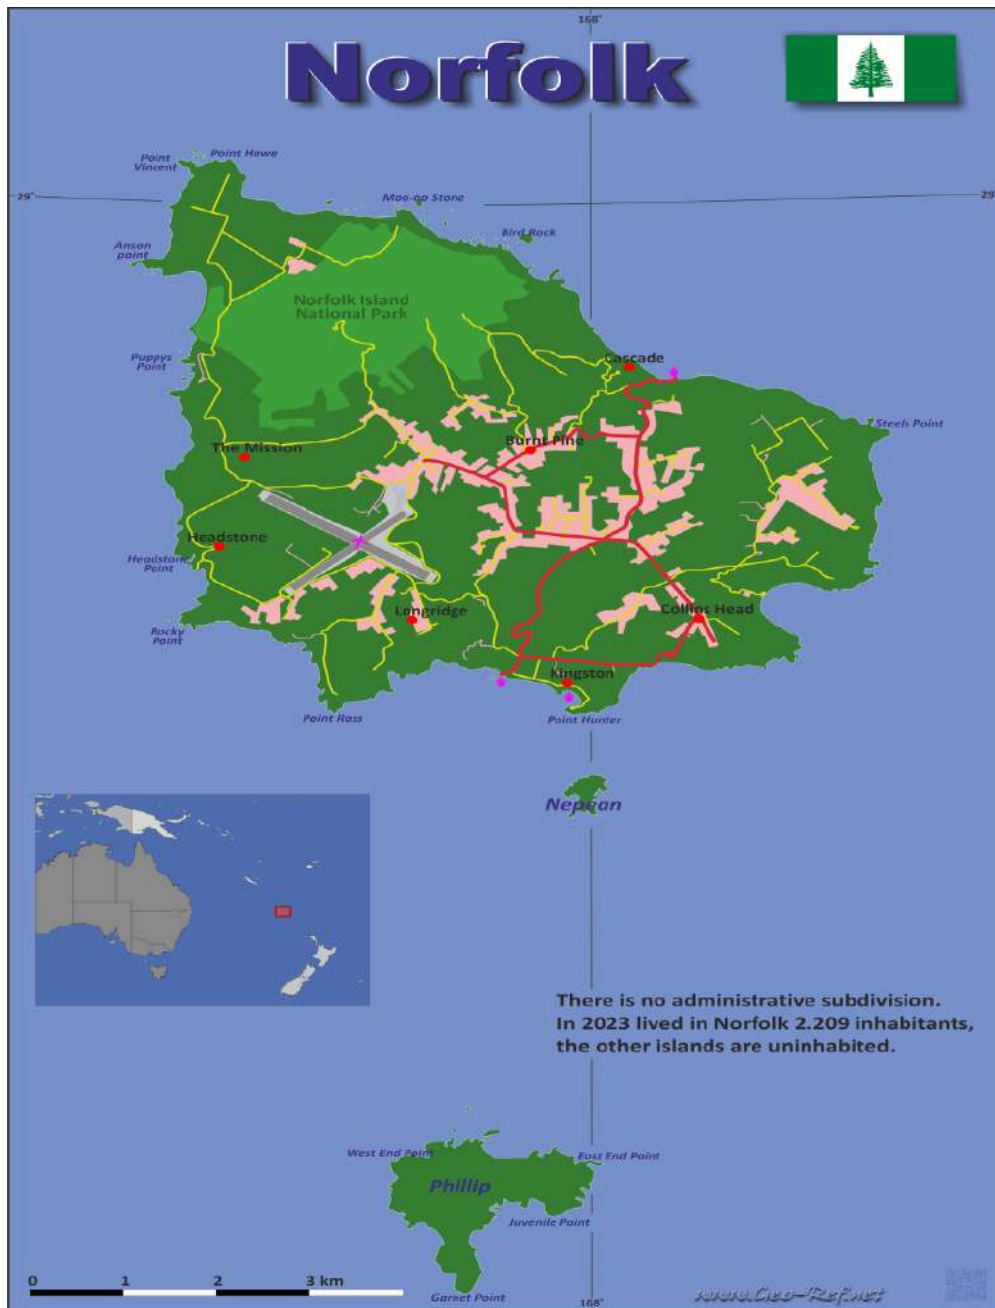 168°
Norfolk
Point Howe
Point
Vincent
29°
29°
Moo-oo Stone
Bird Rock
Anson
point
Norfolk Island
National Park
Puppys
Point
Cascade
Steels Point
Burnt Pine
The Mission
Headstone
Headstone
Point
Longridge
Collins Head
Rocky
Point
Kingston
Point Ross
Point Hunter
Nepean
There is no administrative subdivision.
In 2023 lived in Norfolk 2.209 inhabitants,
the other islands are uninhabited.
West End Point
East End Point
Phillip
Juvenile Point
0 1 2 3 km
Garnet Point
www.Geo-Ref.net
168°